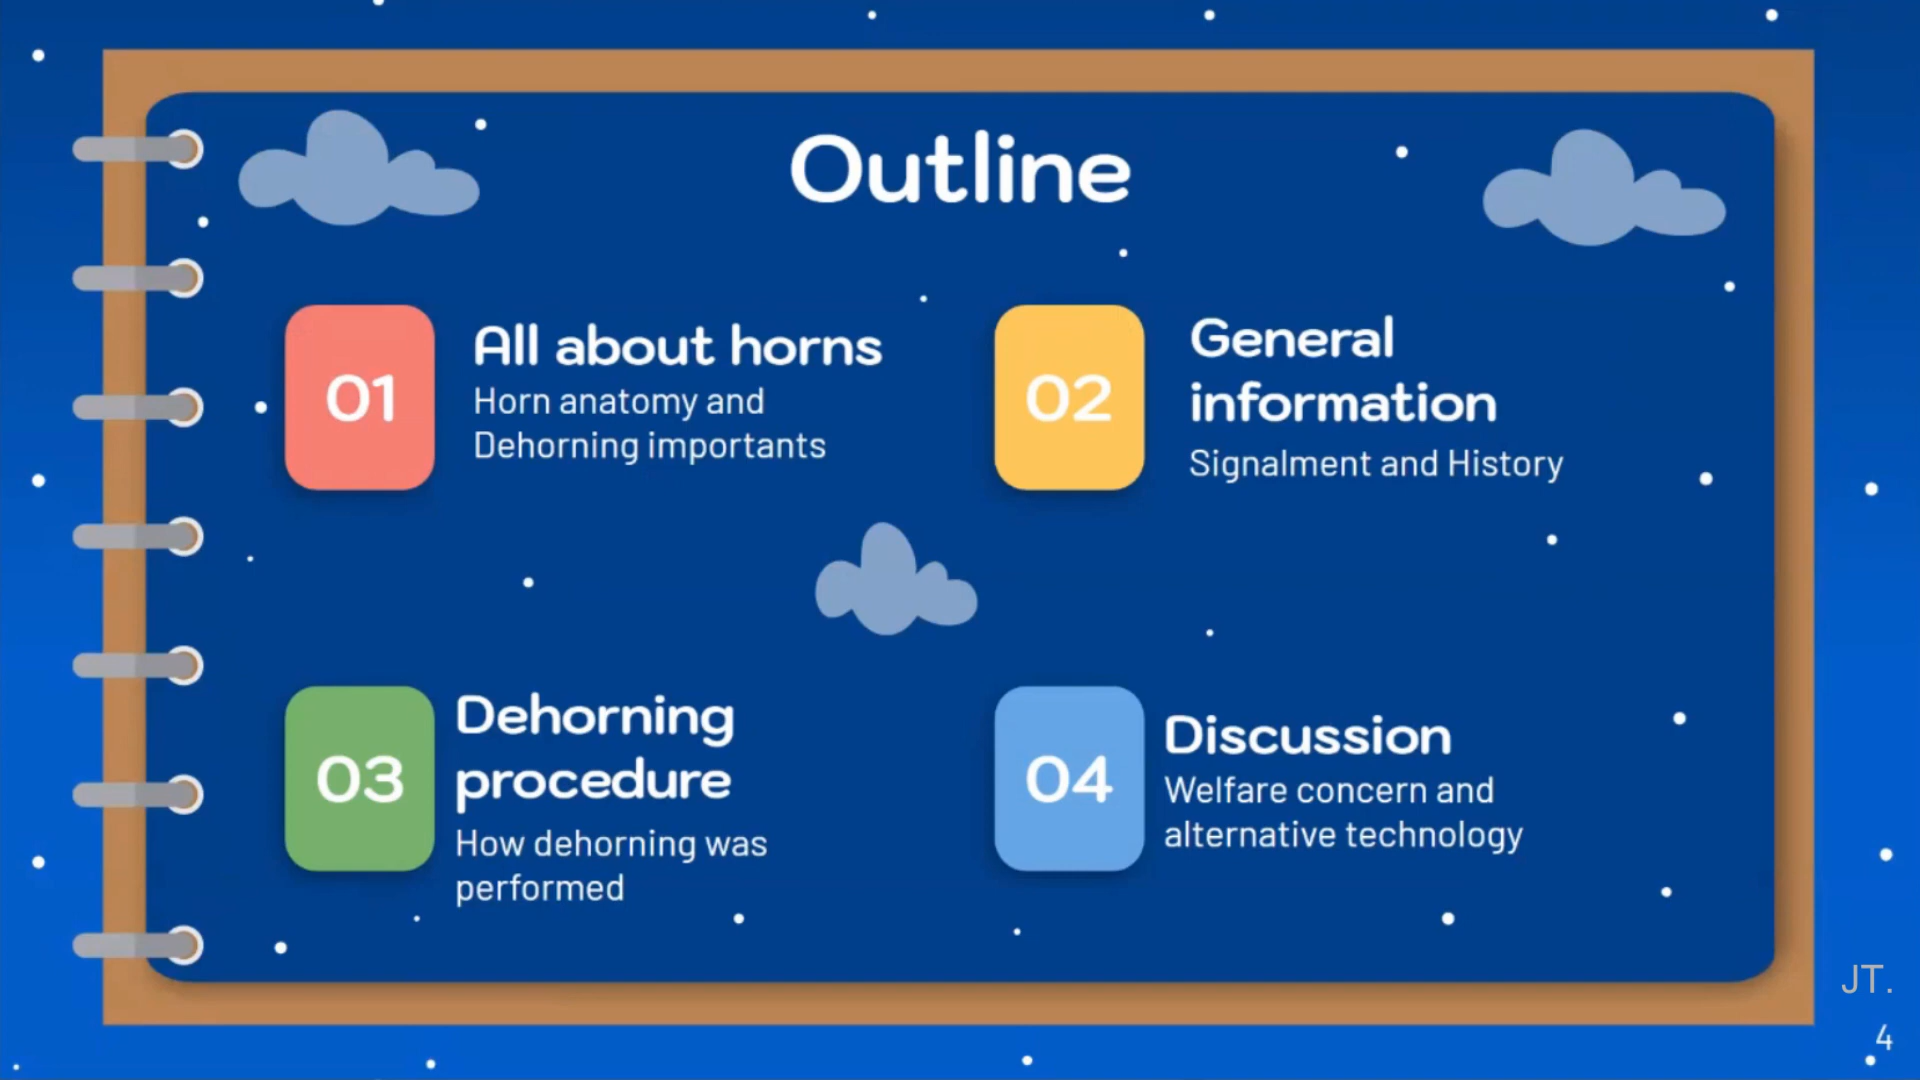 Outline
01
All about horns
Horn anatomy and
Dehorning importants
02
General
information
Signalment and History
03
Dehorning
procedure
How dehorning was
performed
04
Discussion
Welfare concern and
alternative technology
JT.
4